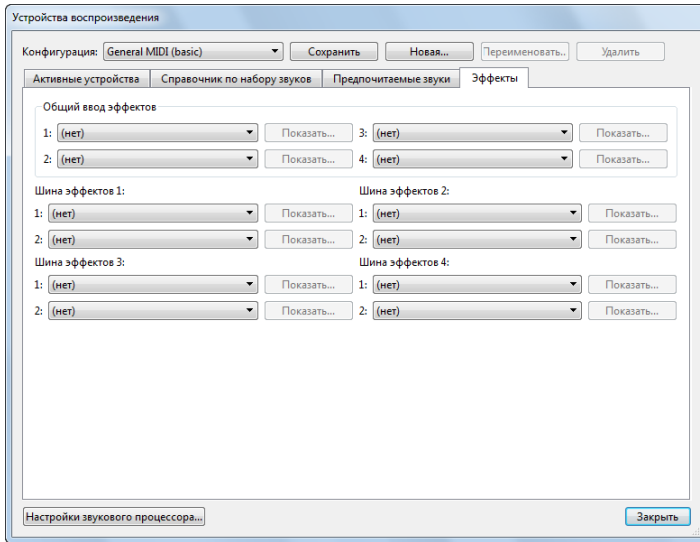 Устройства воспроизведения
Конфигурация: General MIDI (basic) Сохранить Новая... Переименовать.. Удалить
Активные устройства Справочник по набору звуков Предпочитаемые звуки Эффекты
Общий ввод эффектов
1: (нет) Показать... 3: (нет) Показать...
2: (нет) Показать... 4: (нет) Показать...
Шина эффектов 1: Шина эффектов 2:
1: (нет) Показать... 1: (нет) Показать...
2: (нет) Показать... 2: (нет) Показать...
Шина эффектов 3: Шина эффектов 4:
1: (нет) Показать... 1: (нет) Показать...
2: (нет) Показать... 2: (нет) Показать...
Настройки звукового процессора... Закрыть